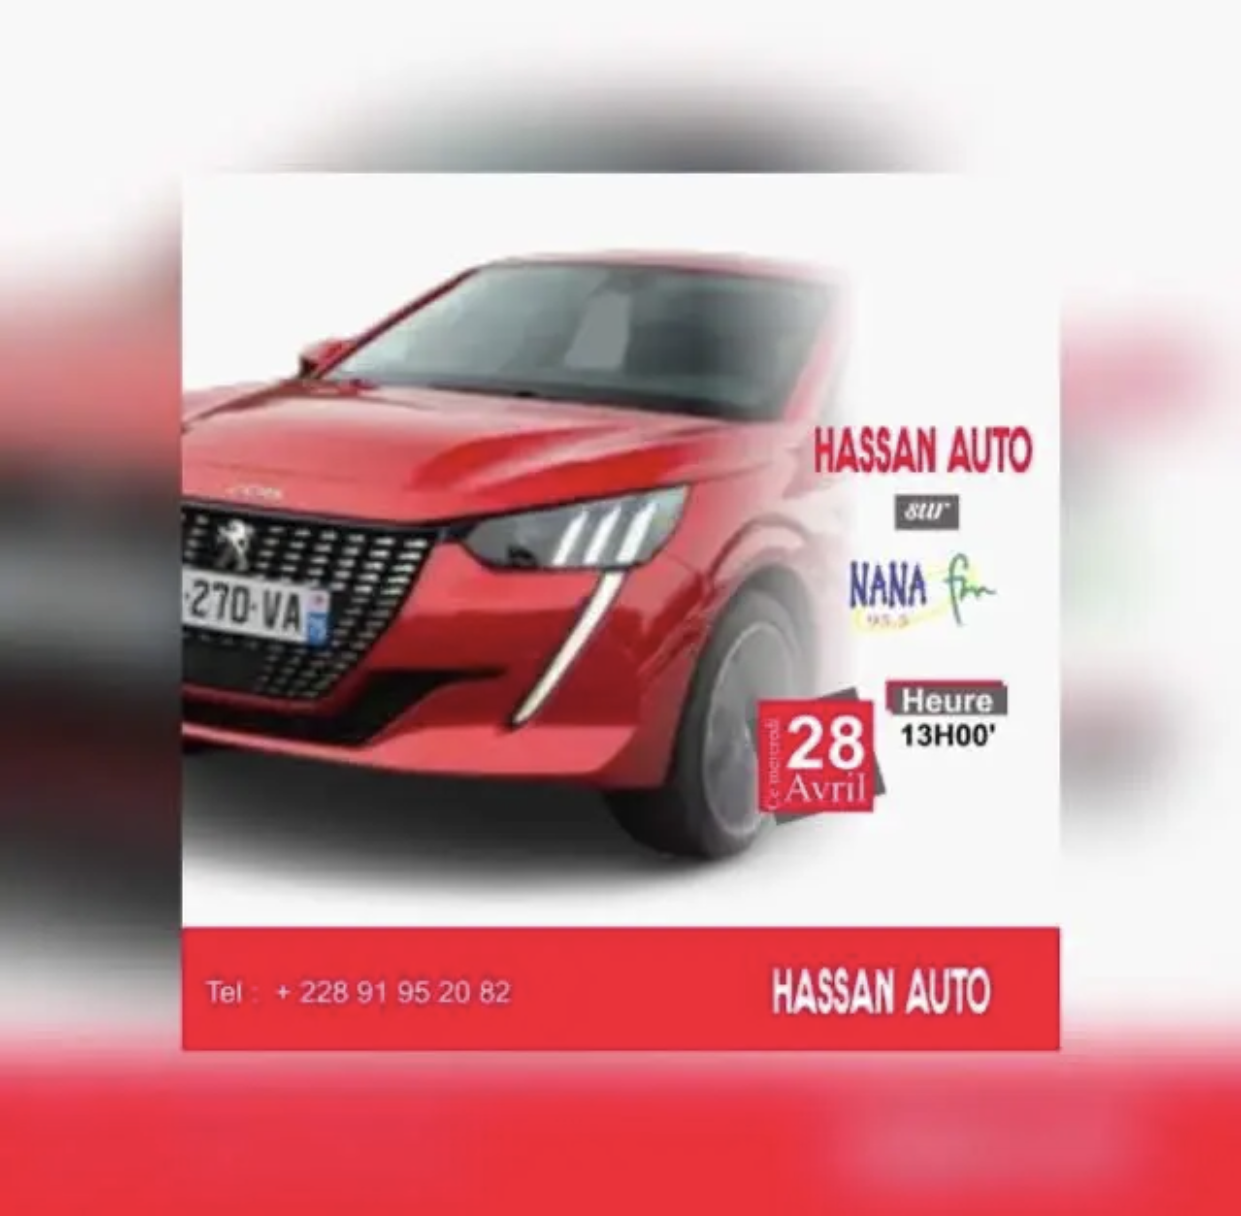 HASSAN AUTO
sur
NANA fm
95.5
-270-VA
Heure
13H00'
Ce mercredi
28
Avril
Tel : + 228 91 95 20 82
HASSAN AUTO